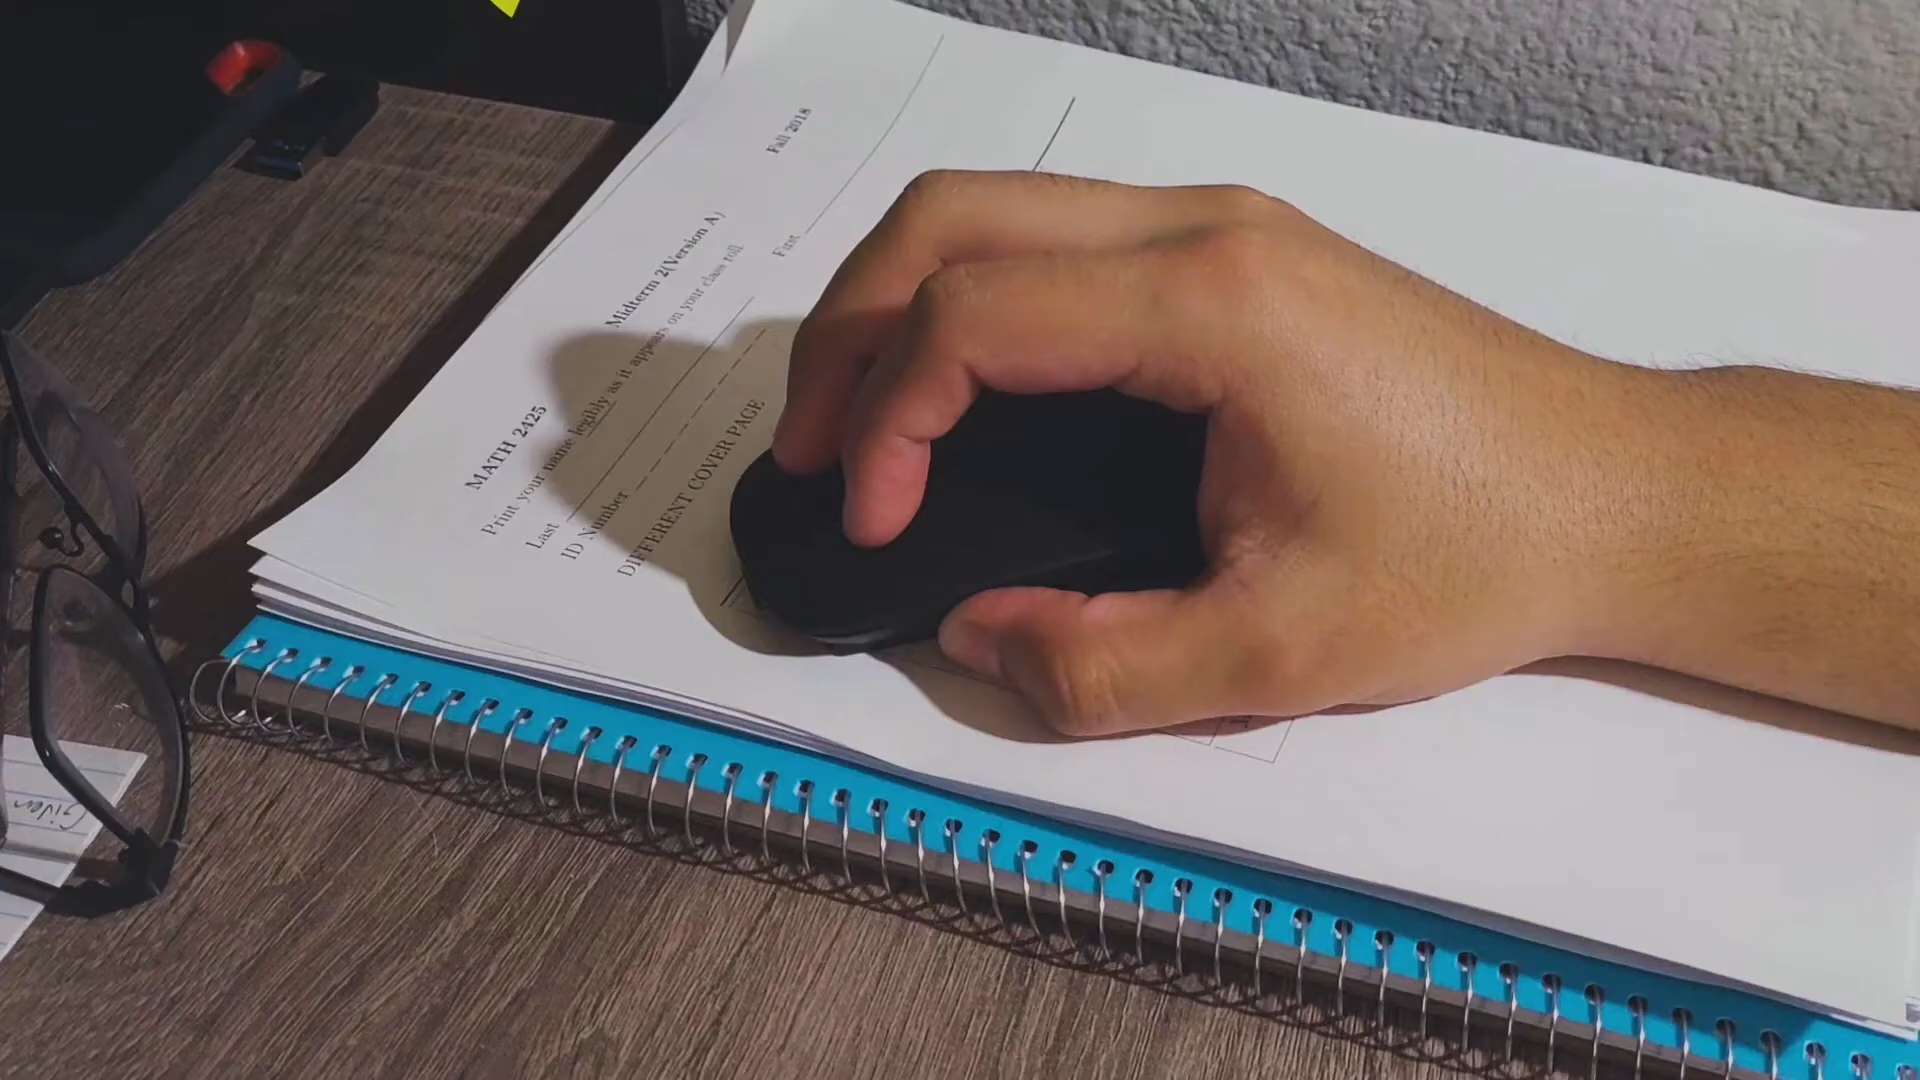 Fall 2018
MATH 2425 Midterm 2(Version A)
Print your name legibly as it appears on your class roll
Last First
ID Number
DIFFERENT COVER PAGE
Given